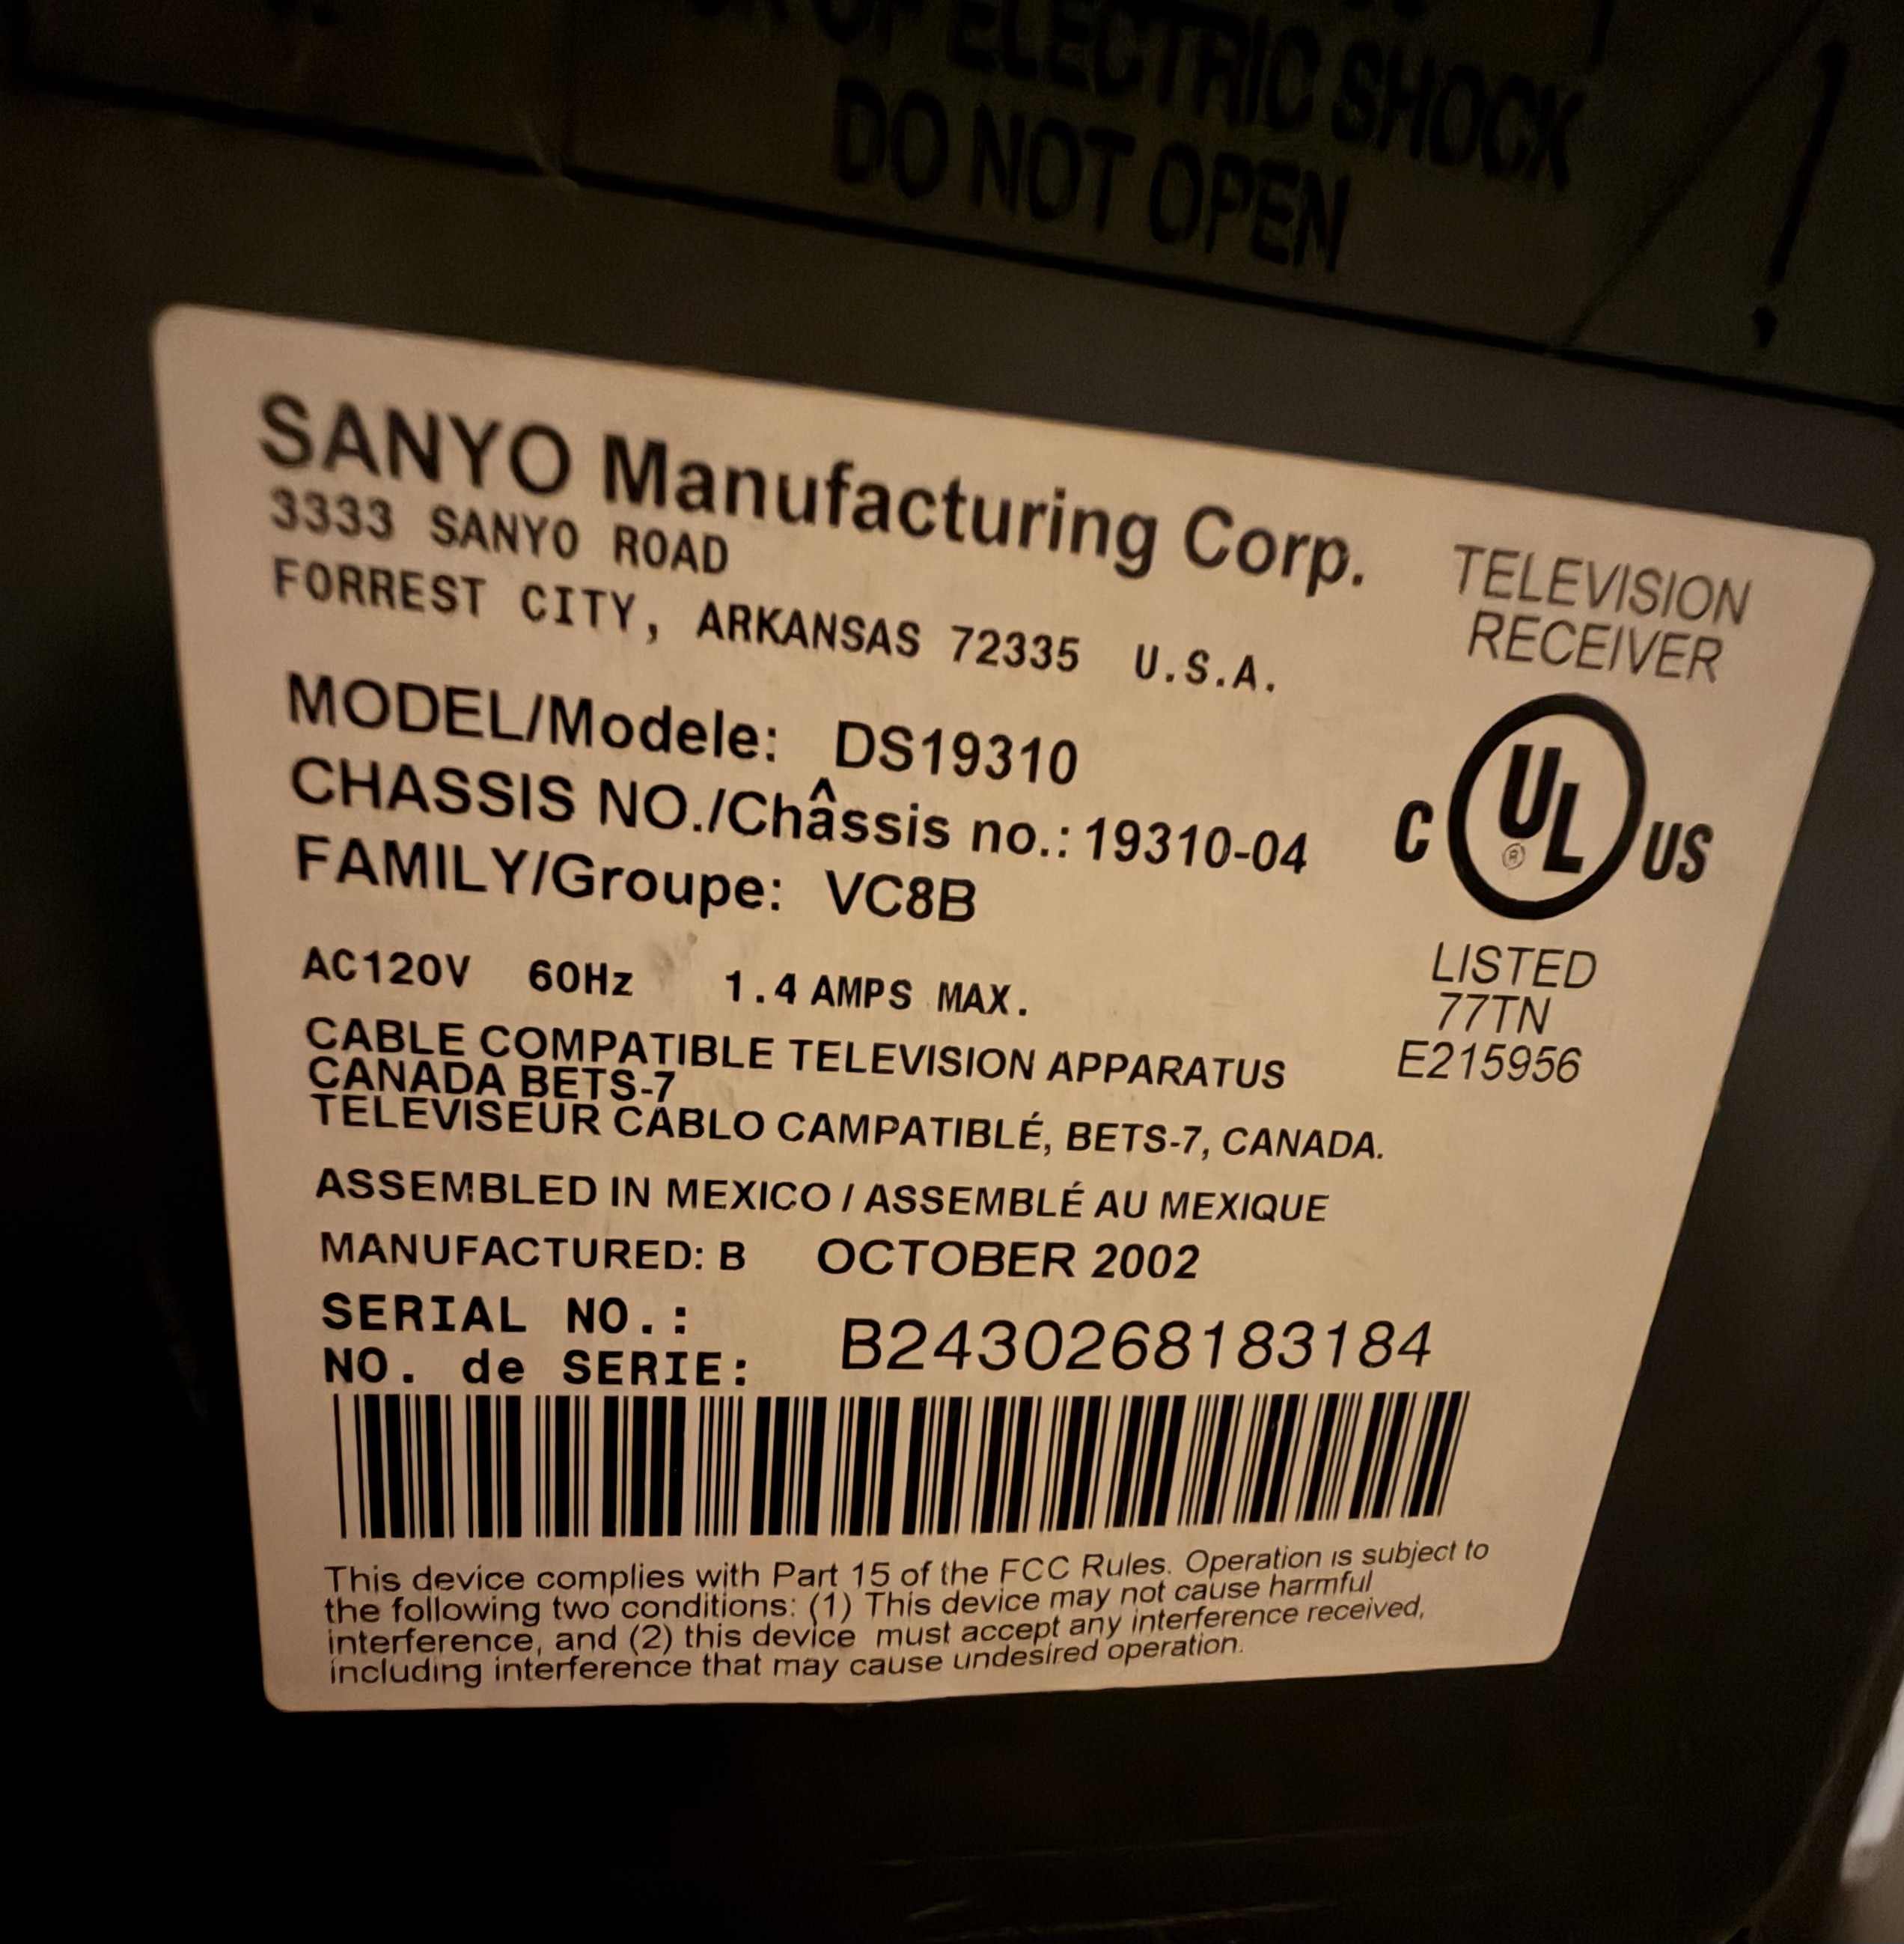 OF ELECTRIC SHOCK
DO NOT OPEN
!
SANYO Manufacturing Corp.
3333 SANYO ROAD
FORREST CITY, ARKANSAS 72335 U.S.A.
TELEVISION
RECEIVER
MODEL/Modele: DS19310
CHASSIS NO./Châssis no.: 19310-04
FAMILY/Groupe: VC8B
C UL ® US
LISTED
77TN
E215956
AC120V 60Hz 1.4 AMPS MAX.
CABLE COMPATIBLE TELEVISION APPARATUS
CANADA BETS-7
TELEVISEUR CABLO CAMPATIBLÉ, BETS-7, CANADA.
ASSEMBLED IN MEXICO / ASSEMBLÉ AU MEXIQUE
MANUFACTURED: B OCTOBER 2002
SERIAL NO.:
NO. de SERIE: B2430268183184
This device complies with Part 15 of the FCC Rules. Operation is subject to
the following two conditions: (1) This device may not cause harmful
interference, and (2) this device must accept any interference received,
including interference that may cause undesired operation.